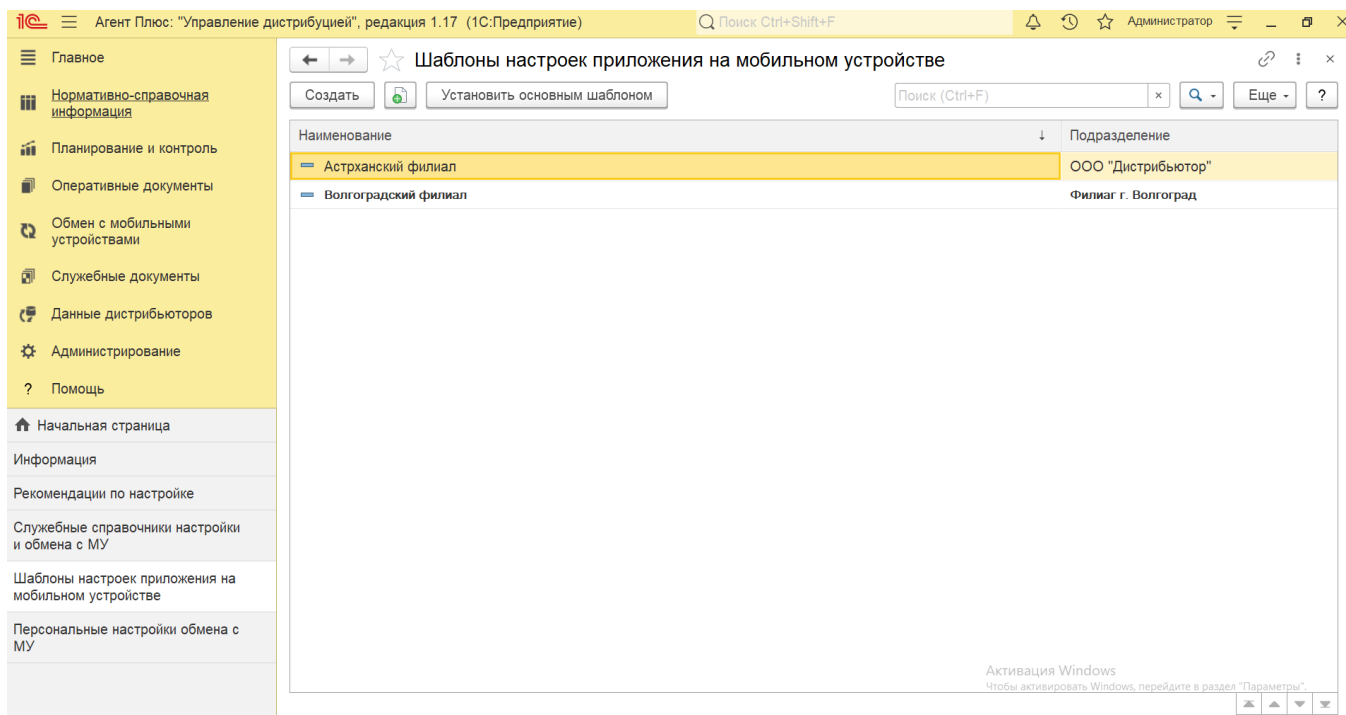 Агент Плюс: "Управление дистрибуцией", редакция 1.17 (1С:Предприятие)
Поиск Ctrl+Shift+F
Администратор
Главное
Нормативно-справочная
информация
Планирование и контроль
Оперативные документы
Обмен с мобильными
устройствами
Служебные документы
Данные дистрибьюторов
Администрирование
? Помощь
Начальная страница
Информация
Рекомендации по настройке
Служебные справочники настройки
и обмена с МУ
Шаблоны настроек приложения на
мобильном устройстве
Персональные настройки обмена с
МУ
Шаблоны настроек приложения на мобильном устройстве
Создать
Установить основным шаблоном
Поиск (Ctrl+F)
×
Еще
?
Наименование ↓ Подразделение
Астрханский филиал ООО "Дистрибьютор"
Волгоградский филиал Филиаг г. Волгоград
Активация Windows
Чтобы активировать Windows, перейдите в раздел "Параметры".